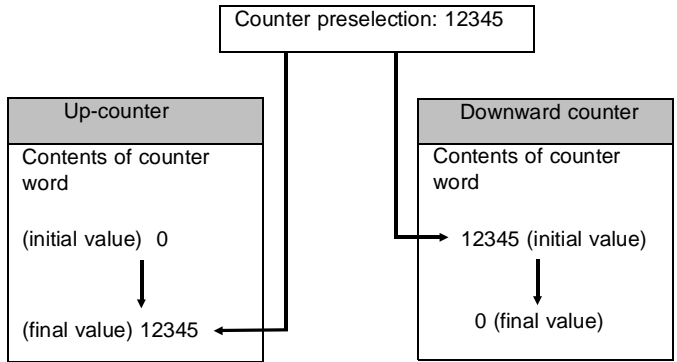 Counter preselection: 12345
Up-counter
Contents of counter
word
(initial value) 0
(final value) 12345
Downward counter
Contents of counter
word
12345 (initial value)
0 (final value)